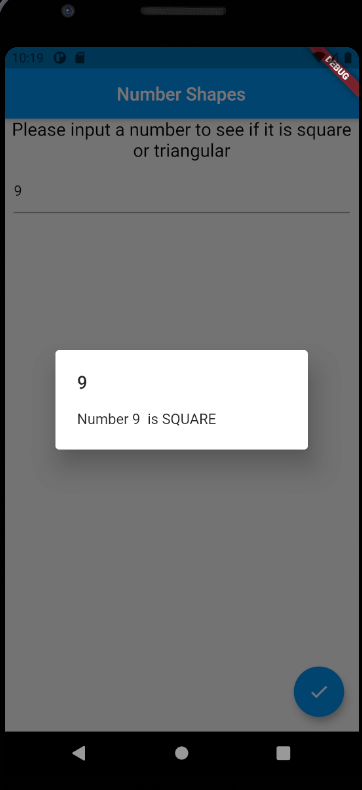 10:19
DEBUG
Number Shapes
Please input a number to see if it is square
or triangular
9
9
Number 9  is SQUARE